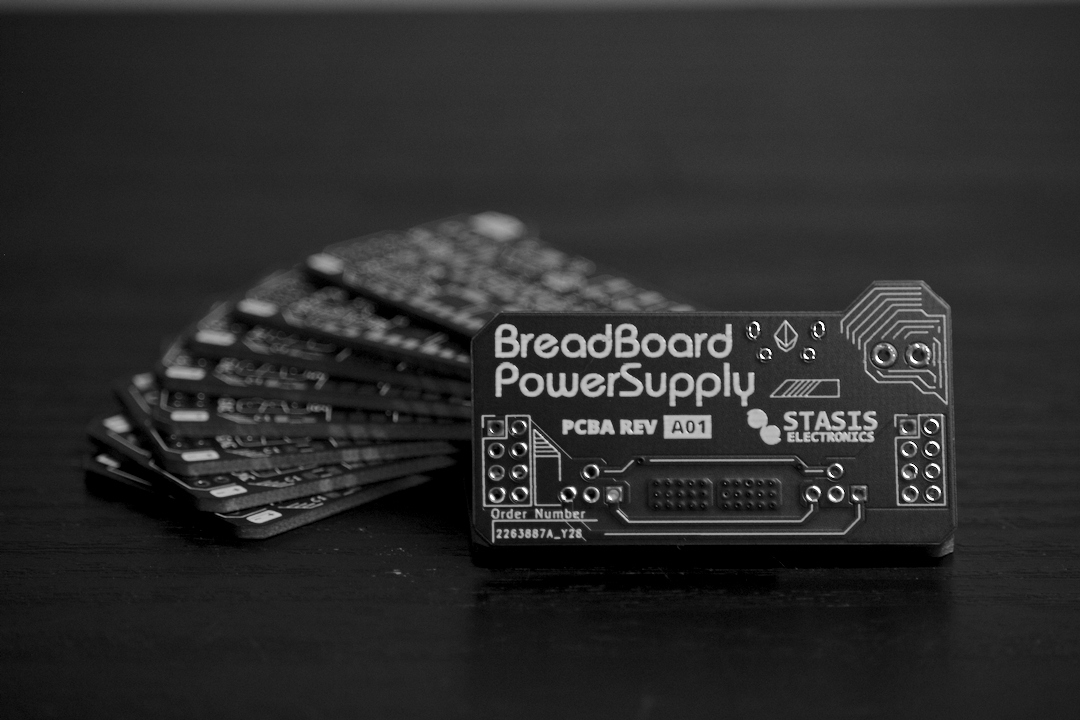 BreadBoard
PowerSupply
PCBA REV A01
STASIS
ELECTRONICS
Order Number
2263887A_Y28